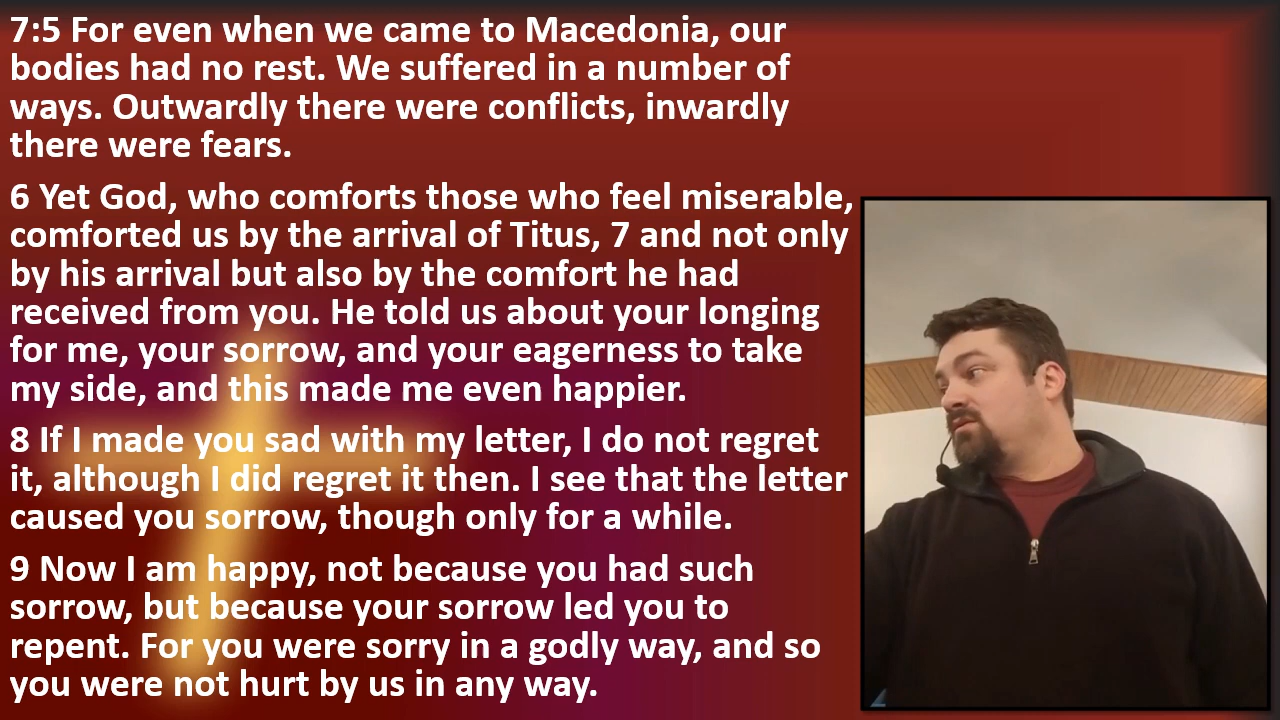 7:5 For even when we came to Macedonia, our
bodies had no rest. We suffered in a number of
ways. Outwardly there were conflicts, inwardly
there were fears.
6 Yet God, who comforts those who feel miserable,
comforted us by the arrival of Titus, 7 and not only
by his arrival but also by the comfort he had
received from you. He told us about your longing
for me, your sorrow, and your eagerness to take
my side, and this made me even happier.
8 If I made you sad with my letter, I do not regret
it, although I did regret it then. I see that the letter
caused you sorrow, though only for a while.
9 Now I am happy, not because you had such
sorrow, but because your sorrow led you to
repent. For you were sorry in a godly way, and so
you were not hurt by us in any way.